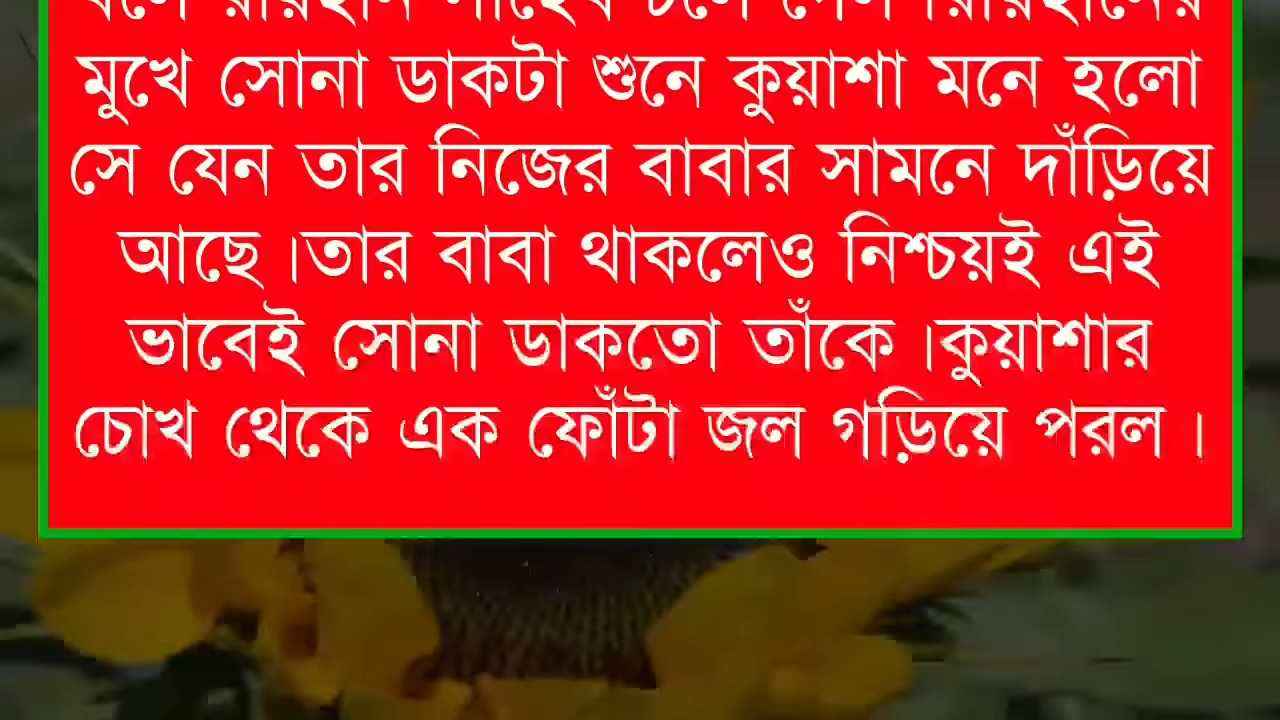 মুখে সোনা ডাকটা শুনে কুয়াশা মনে হলো
সে যেন তার নিজের বাবার সামনে দাঁড়িয়ে
আছে।তার বাবা থাকলেও নিশ্চয়ই এই
ভাবেই সোনা ডাকতো তাঁকে।কুয়াশার
চোখ থেকে এক ফোঁটা জল গড়িয়ে পরল।